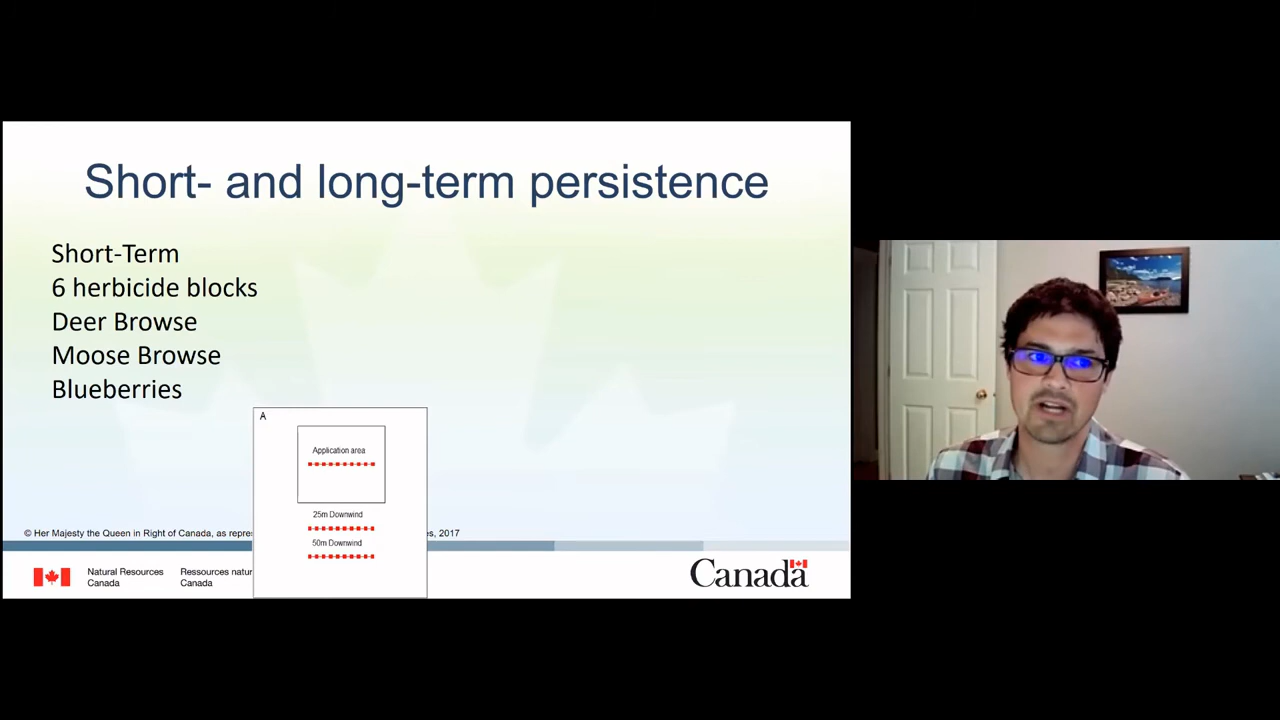 Short- and long-term persistence
Short-Term
6 herbicide blocks
Deer Browse
Moose Browse
Blueberries
A
Application area
25m Downwind
50m Downwind
© Her Majesty the Queen in Right of Canada, as repre s, 2017
Natural Resources Canada
Ressources natur Canada
Canada